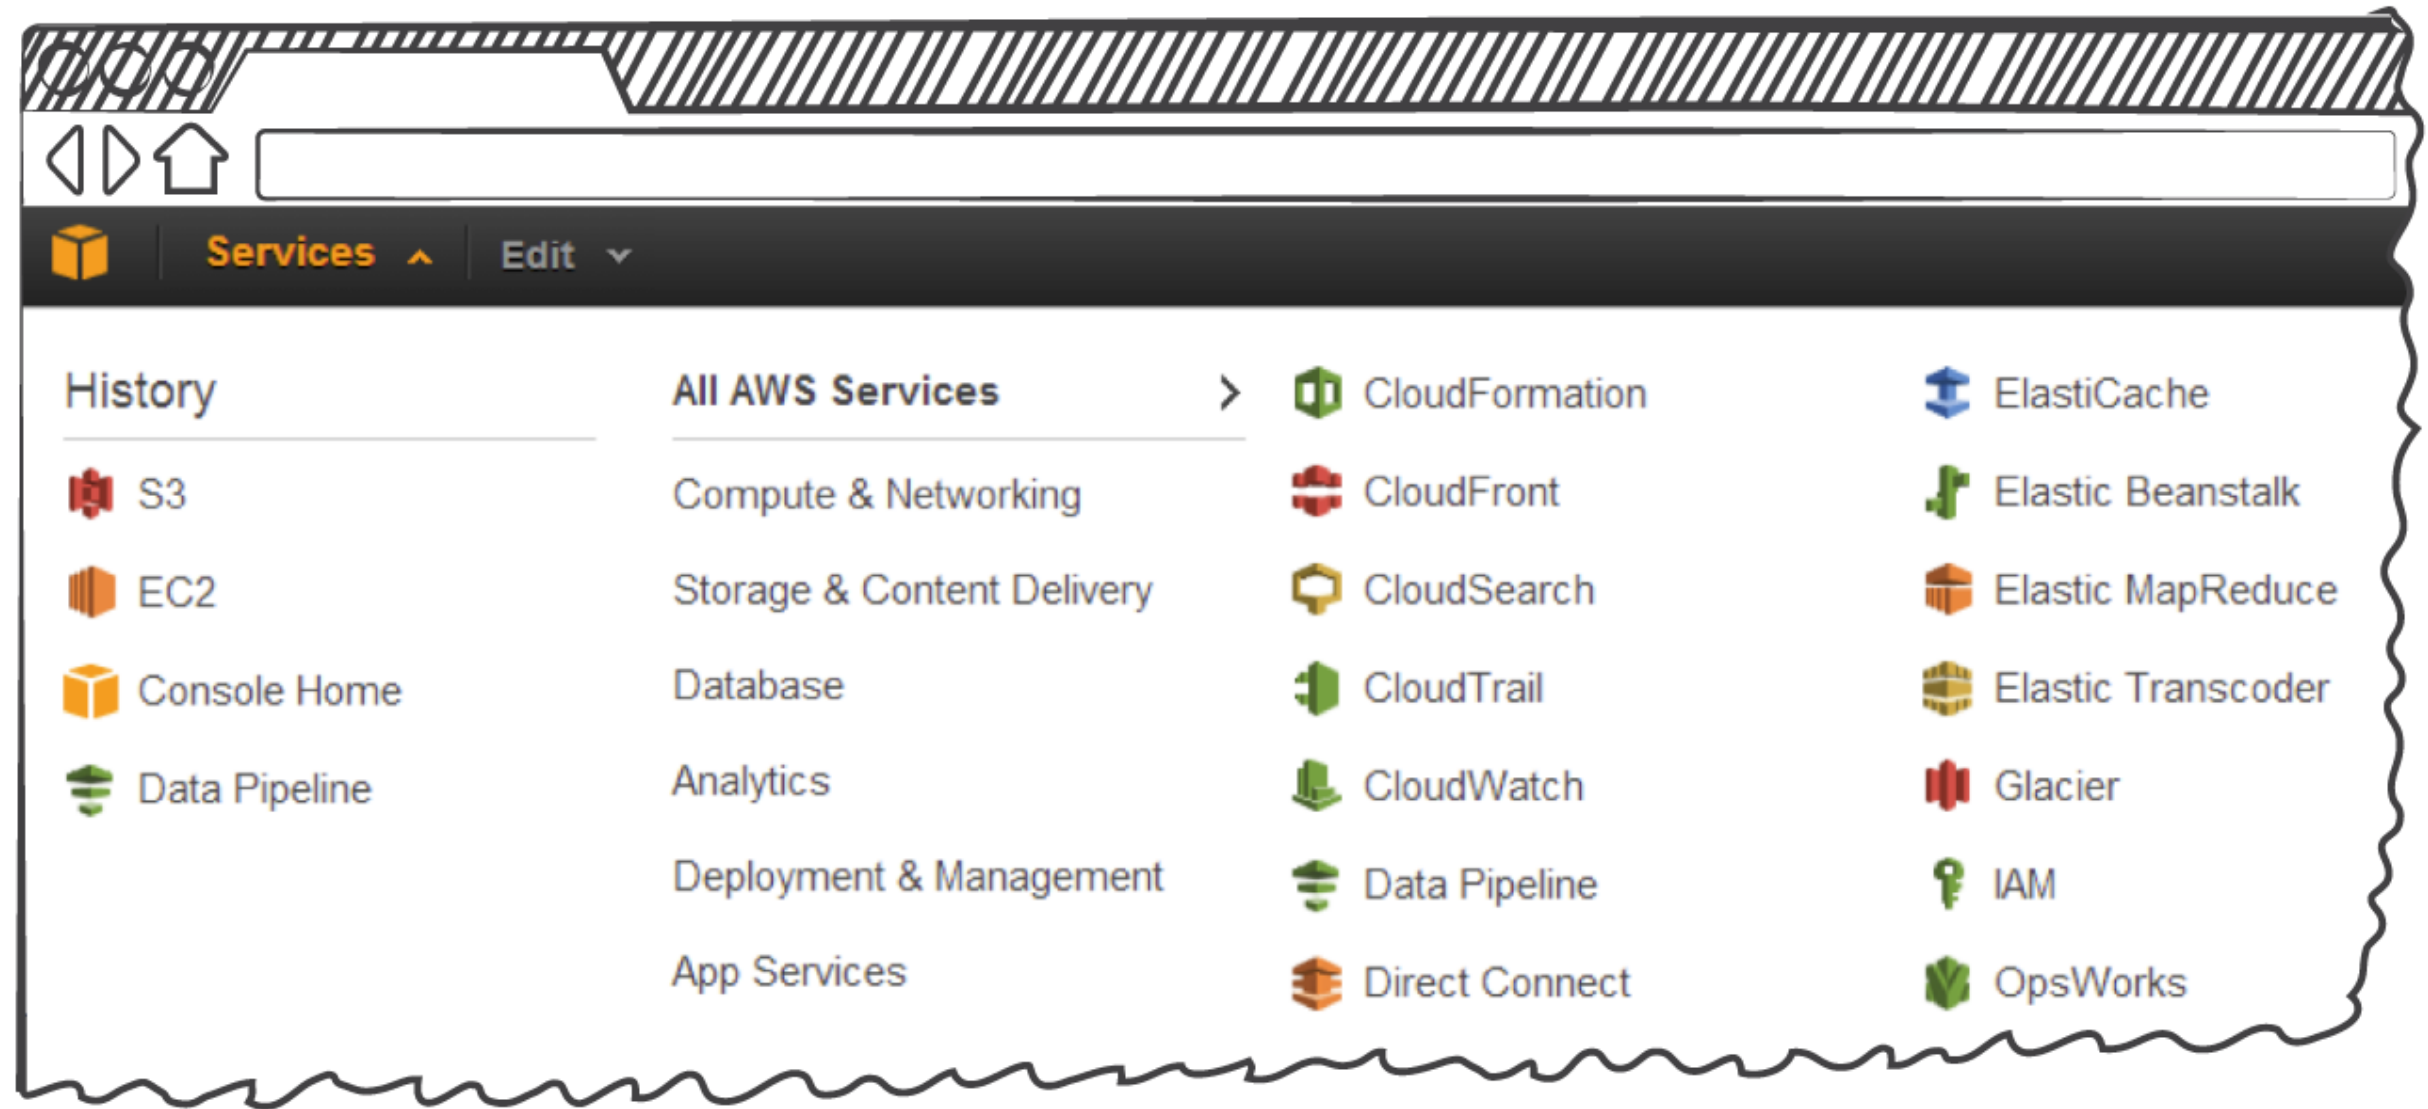 Services
Edit
History
S3
EC2
Console Home
Data Pipeline
All AWS Services
Compute & Networking
Storage & Content Delivery
Database
Analytics
Deployment & Management
App Services
CloudFormation
CloudFront
CloudSearch
CloudTrail
CloudWatch
Data Pipeline
Direct Connect
ElastiCache
Elastic Beanstalk
Elastic MapReduce
Elastic Transcoder
Glacier
IAM
OpsWorks